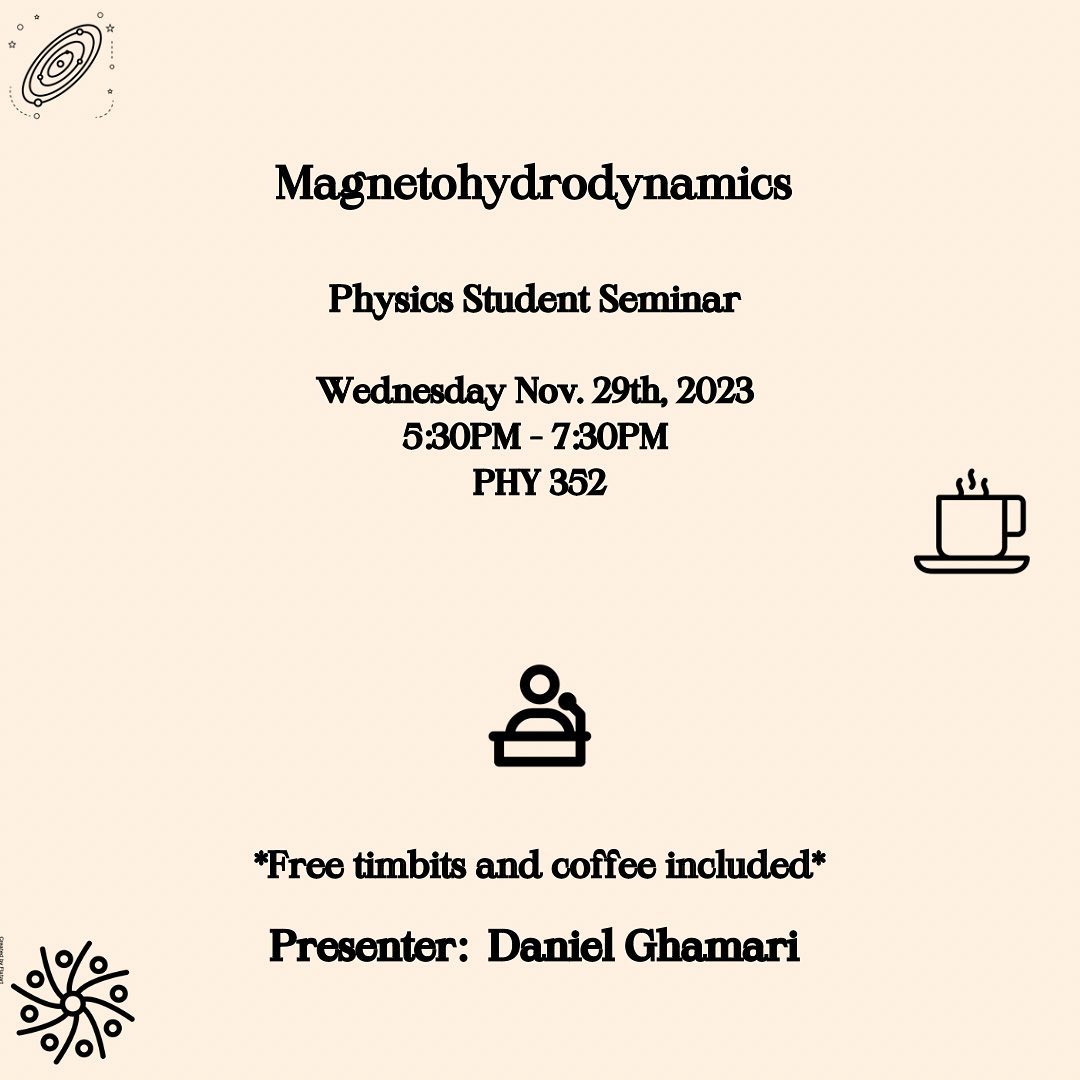 Magnetohydrodynamics
Physics Student Seminar
Wednesday Nov. 29th, 2023
5:30PM - 7:30PM
PHY 352
*Free timbits and coffee included*
Presenter: Daniel Ghamari